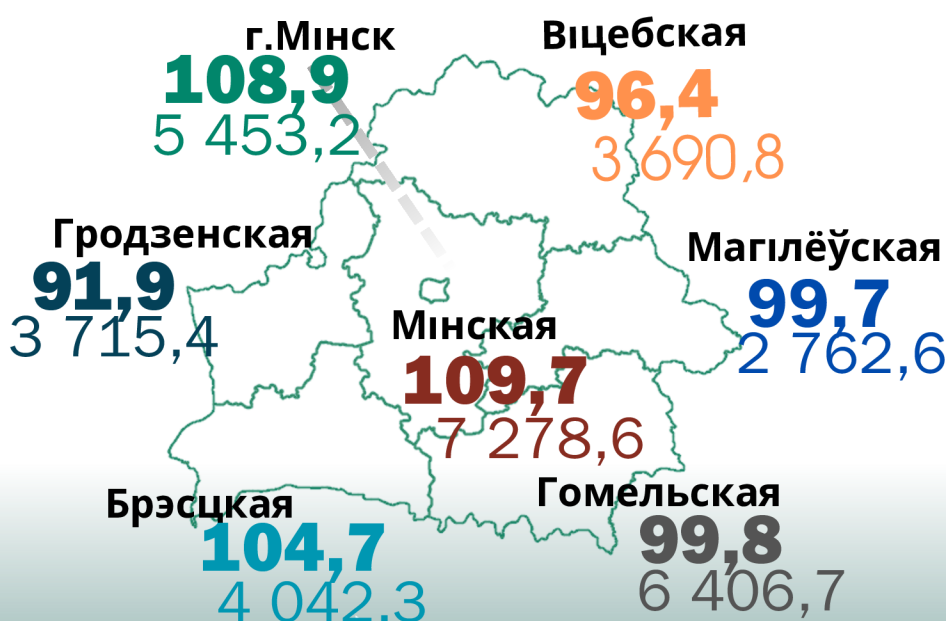 г.Мінск
108,9
5 453,2
Віцебская
96,4
3 690,8
Гродзенская
91,9
3 715,4
Магілёўская
99,7
2 762,6
Мінская
109,7
7 278,6
Брэсцкая
104,7
4 042,3
Гомельская
99,8
6 406,7